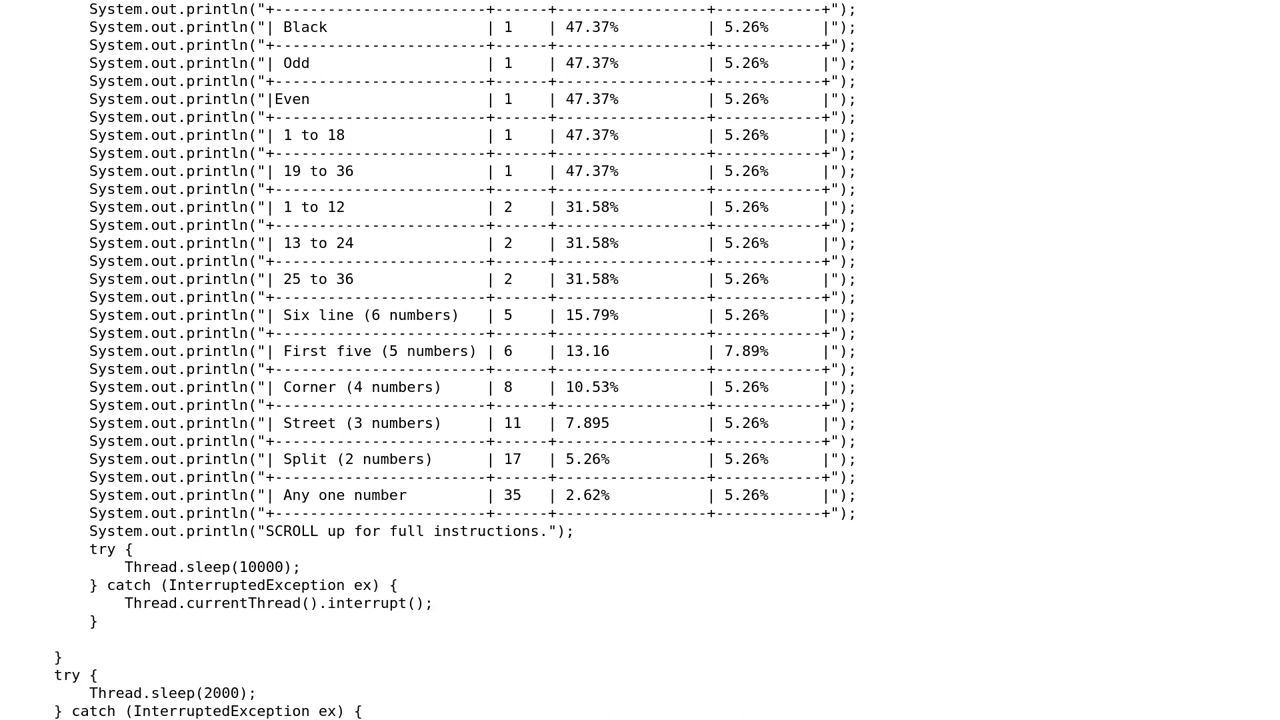 System.out.println("+------------------------+------+-----------------+------------+");
        System.out.println("| Black                  | 1    | 47.37%          | 5.26%      |");
        System.out.println("+------------------------+------+-----------------+------------+");
        System.out.println("| Odd                    | 1    | 47.37%          | 5.26%      |");
        System.out.println("+------------------------+------+-----------------+------------+");
        System.out.println("|Even                    | 1    | 47.37%          | 5.26%      |");
        System.out.println("+------------------------+------+-----------------+------------+");
        System.out.println("| 1 to 18                | 1    | 47.37%          | 5.26%      |");
        System.out.println("+------------------------+------+-----------------+------------+");
        System.out.println("| 19 to 36               | 1    | 47.37%          | 5.26%      |");
        System.out.println("+------------------------+------+-----------------+------------+");
        System.out.println("| 1 to 12                | 2    | 31.58%          | 5.26%      |");
        System.out.println("+------------------------+------+-----------------+------------+");
        System.out.println("| 13 to 24               | 2    | 31.58%          | 5.26%      |");
        System.out.println("+------------------------+------+-----------------+------------+");
        System.out.println("| 25 to 36               | 2    | 31.58%          | 5.26%      |");
        System.out.println("+------------------------+------+-----------------+------------+");
        System.out.println("| Six line (6 numbers)   | 5    | 15.79%          | 5.26%      |");
        System.out.println("+------------------------+------+-----------------+------------+");
        System.out.println("| First five (5 numbers) | 6    | 13.16           | 7.89%      |");
        System.out.println("+------------------------+------+-----------------+------------+");
        System.out.println("| Corner (4 numbers)     | 8    | 10.53%          | 5.26%      |");
        System.out.println("+------------------------+------+-----------------+------------+");
        System.out.println("| Street (3 numbers)     | 11   | 7.895           | 5.26%      |");
        System.out.println("+------------------------+------+-----------------+------------+");
        System.out.println("| Split (2 numbers)      | 17   | 5.26%           | 5.26%      |");
        System.out.println("+------------------------+------+-----------------+------------+");
        System.out.println("| Any one number         | 35   | 2.62%           | 5.26%      |");
        System.out.println("+------------------------+------+-----------------+------------+");
        System.out.println("SCROLL up for full instructions.");
        try {
            Thread.sleep(10000);
        } catch (InterruptedException ex) {
            Thread.currentThread().interrupt();
        }
    }
    try {
        Thread.sleep(2000);
    } catch (InterruptedException ex) {